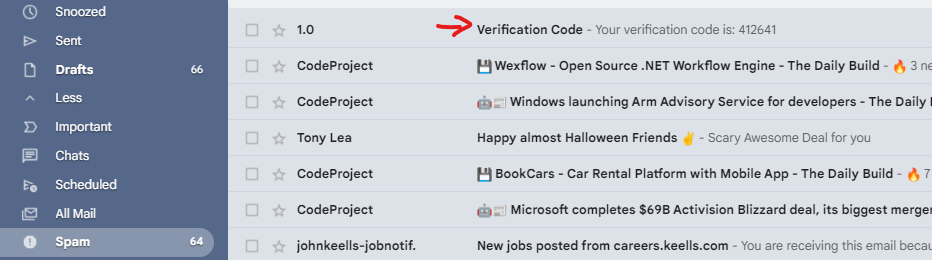 Snoozed
Sent
Drafts 66
Less
Important
Chats
Scheduled
All Mail
Spam 64
1.0 Verification Code - Your verification code is: 412641
CodeProject 💾 Wexflow - Open Source .NET Workflow Engine - The Daily Build - 🔥 3 ne
CodeProject 🤖📰 Windows launching Arm Advisory Service for developers - The Daily
Tony Lea Happy almost Halloween Friends ✌️ - Scary Awesome Deal for you
CodeProject 💾 BookCars - Car Rental Platform with Mobile App - The Daily Build - 🔥 7
CodeProject 🤖📰 Microsoft completes $69B Activision Blizzard deal, its biggest merge
johnkeells-jobnotif. New jobs posted from careers.keells.com - You are receiving this email beca